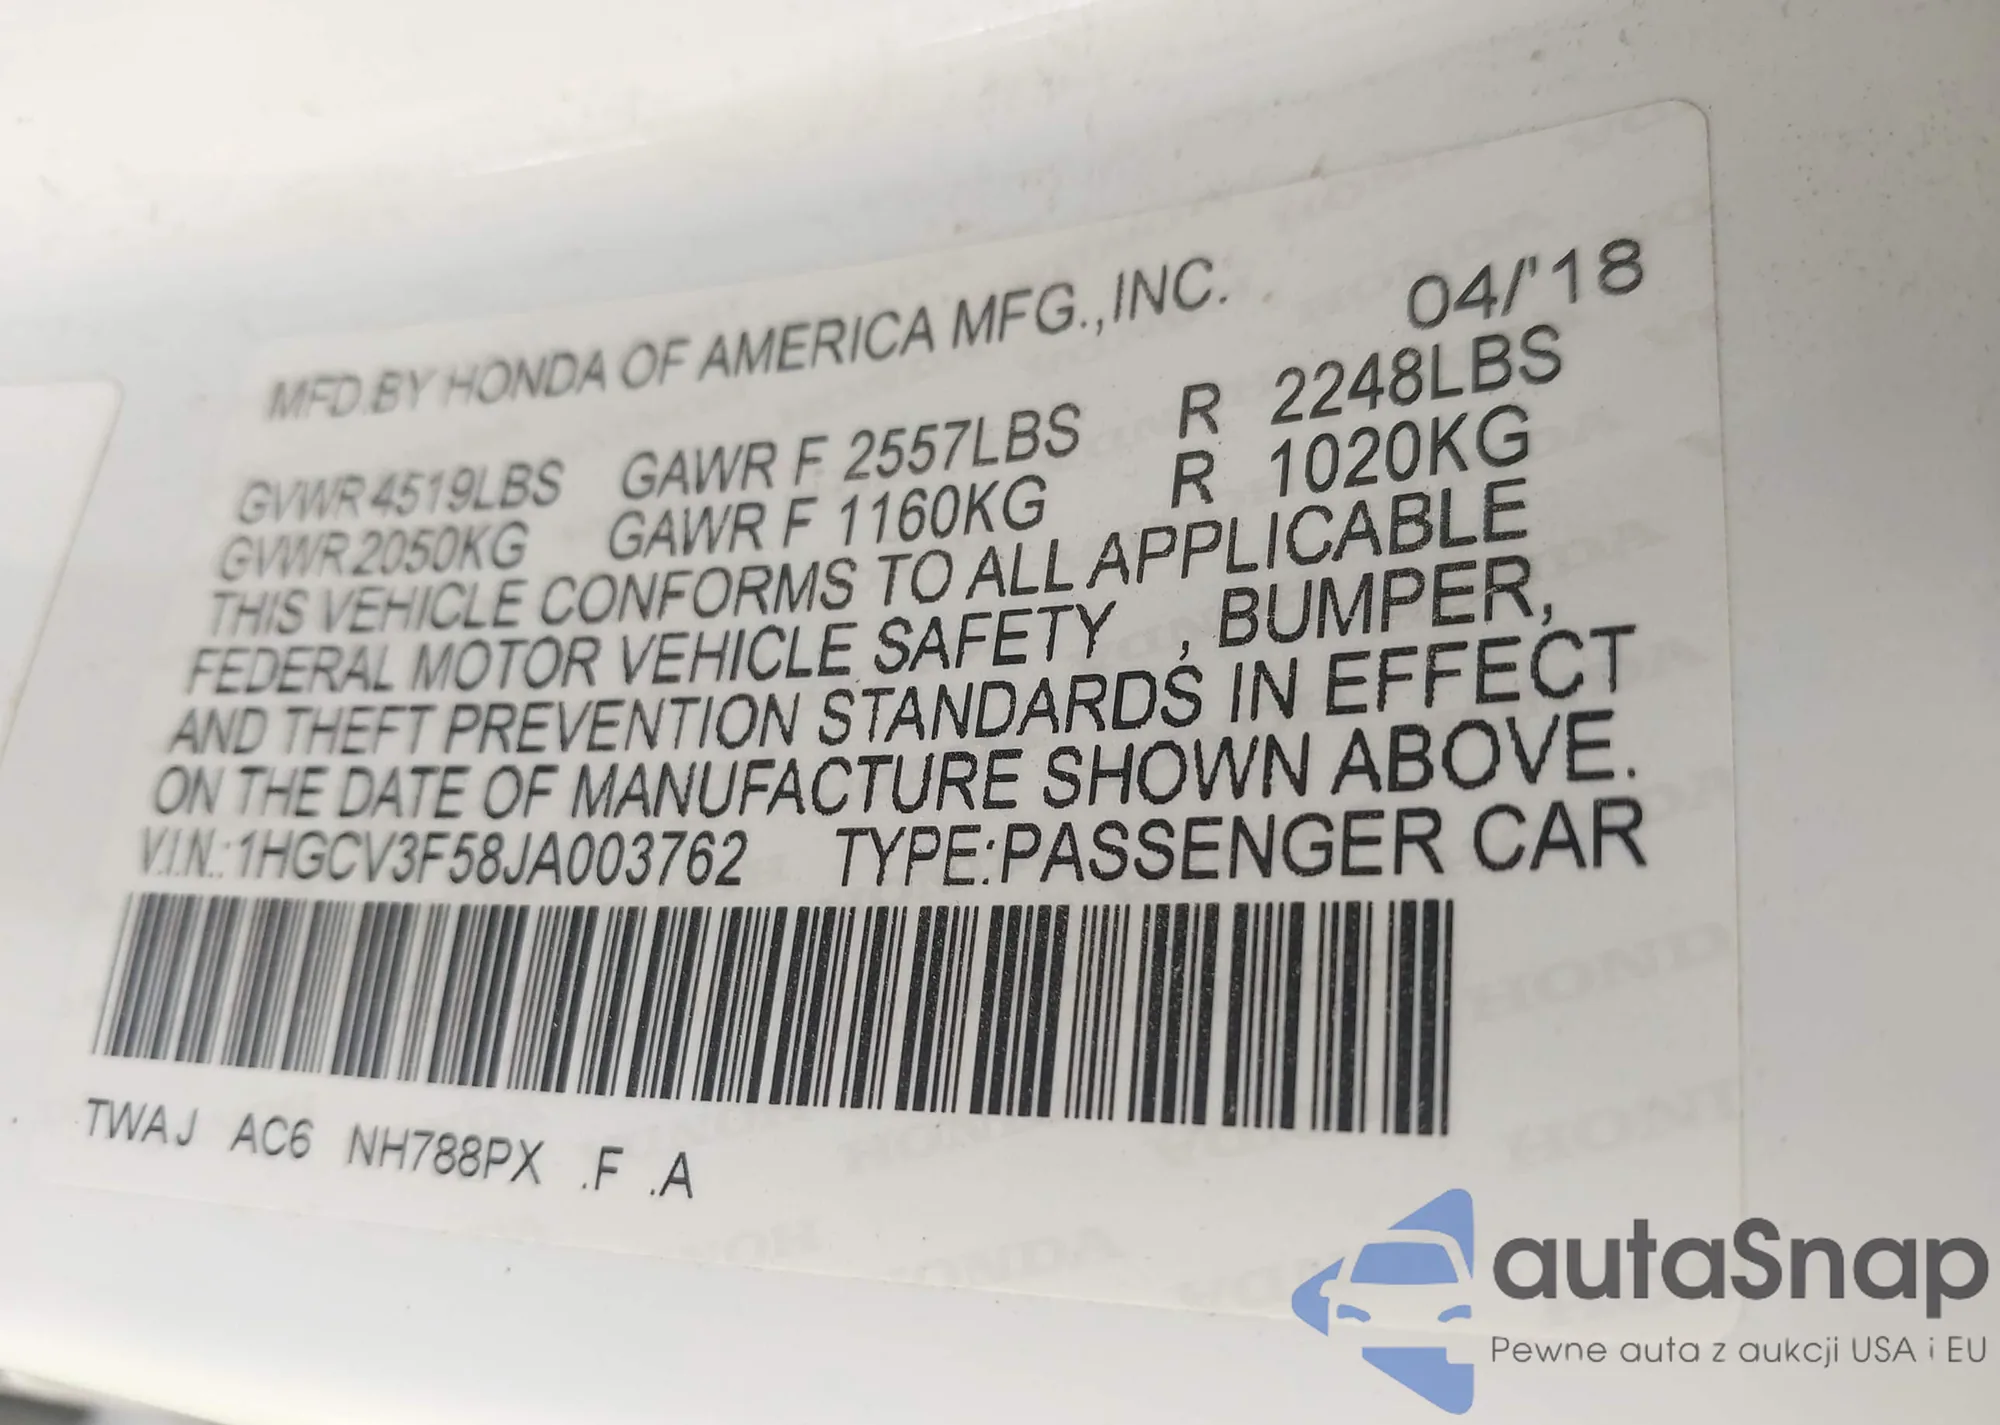 MFD.BY HONDA OF AMERICA MFG.,INC. 04/'18
GVWR 4519LBS GAWR F 2557LBS R 2248LBS
GVWR 2050KG GAWR F 1160KG R 1020KG
THIS VEHICLE CONFORMS TO ALL APPLICABLE
FEDERAL MOTOR VEHICLE SAFETY , BUMPER,
AND THEFT PREVENTION STANDARDS IN EFFECT
ON THE DATE OF MANUFACTURE SHOWN ABOVE.
V.I.N.:1HGCV3F58JA003762 TYPE:PASSENGER CAR
TWAJ AC6 NH788PX .F .A
autaSnap
Pewne auta z aukcji USA i EU